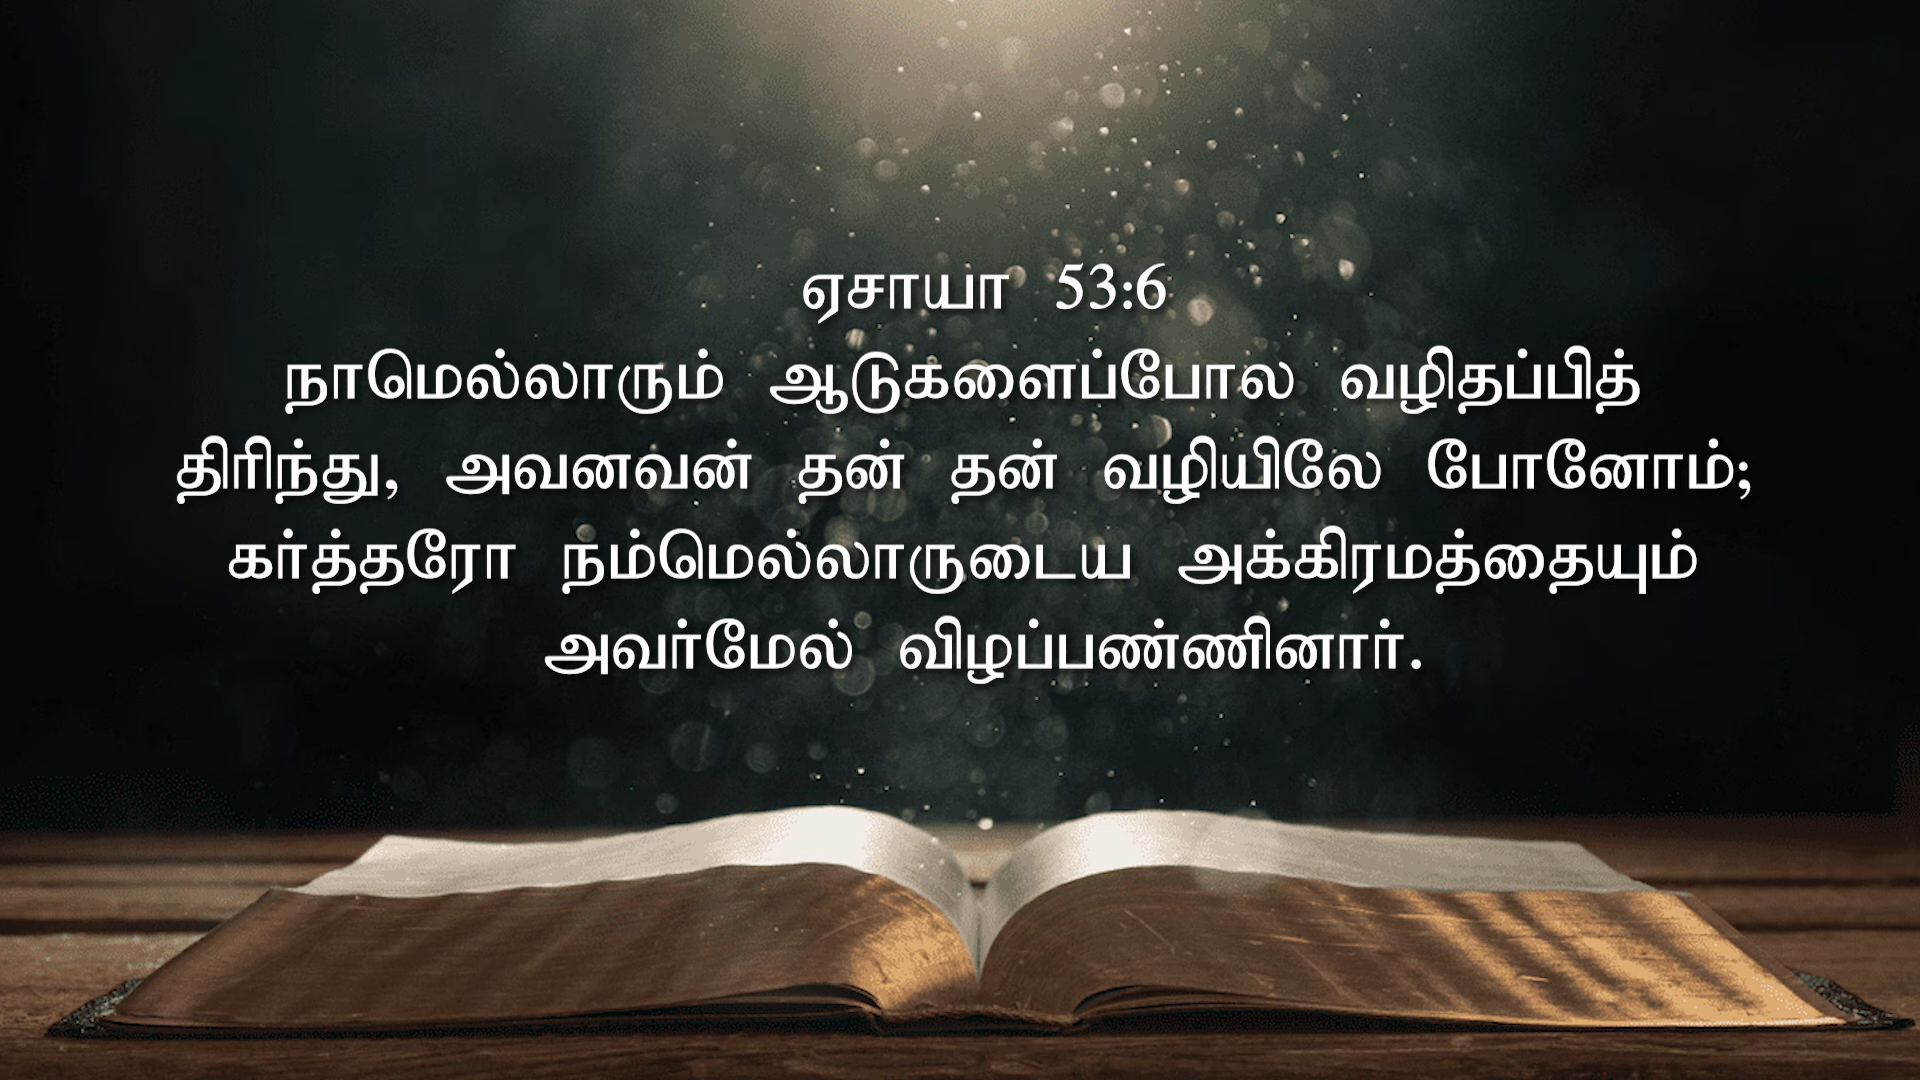 ஏசாயா 53:6
நாமெல்லாரும் ஆடுகளைப்போல வழிதப்பித்
திரிந்து, அவனவன் தன் தன் வழியிலே போனோம்;
கர்த்தரோ நம்மெல்லாருடைய அக்கிரமத்தையும்
அவர்மேல் விழப்பண்ணினார்.